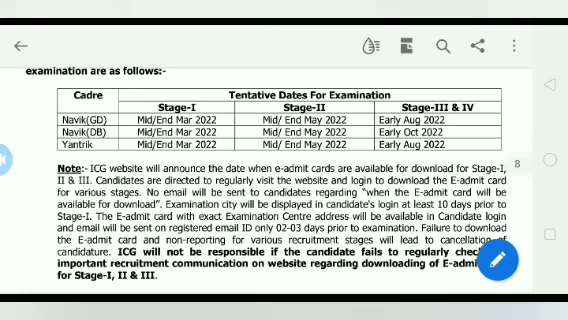 examination are as follows:-
Cadre Tentative Dates For Examination
Stage-I Stage-II Stage-III & IV
Navik(GD) Mid/End Mar 2022 Mid/ End May 2022 Early Aug 2022
Navik(DB) Mid/End Mar 2022 Mid/ End May 2022 Early Oct 2022
Yantrik Mid/End Mar 2022 Mid/ End May 2022 Early Aug 2022
8
Note:- ICG website will announce the date when e-admit cards are available for download for Stage-I,
II & III. Candidates are directed to regularly visit the website and login to download the E-admit card
for various stages. No email will be sent to candidates regarding "when the E-admit card will be
available for download". Examination city will be displayed in candidate's login at least 10 days prior to
Stage-I. The E-admit card with exact Examination Centre address will be available in Candidate login
and email will be sent on registered email ID only 02-03 days prior to examination. Failure to download
the E-admit card and non-reporting for various recruitment stages will lead to cancellation of
candidature. ICG will not be responsible if the candidate fails to regularly
important recruitment communication on website regarding downloading of
for Stage-I, II & III.